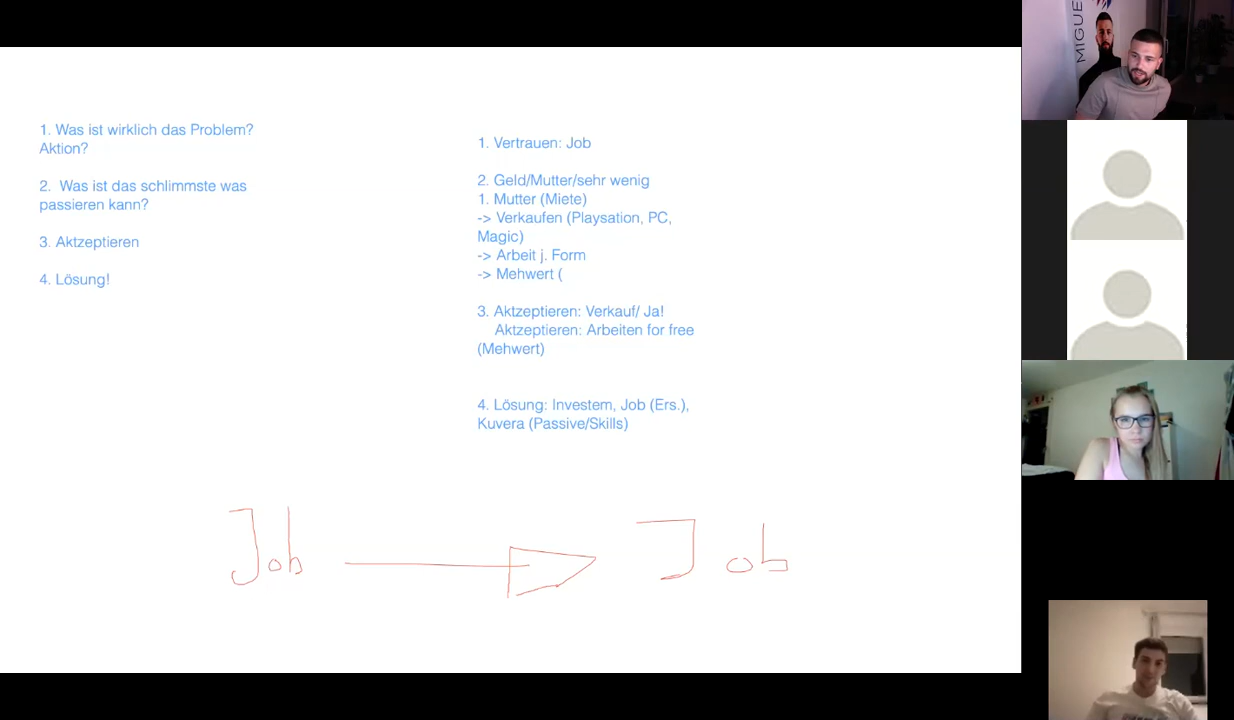 1. Was ist wirklich das Problem?
Aktion?
2. Was ist das schlimmste was
passieren kann?
3. Aktzeptieren
4. Lösung!
1. Vertrauen: Job
2. Geld/Mutter/sehr wenig
1. Mutter (Miete)
-> Verkaufen (Playsation, PC,
Magic)
-> Arbeit j. Form
-> Mehwert (
3. Aktzeptieren: Verkauf/ Ja!
Aktzeptieren: Arbeiten for free
(Mehwert)
4. Lösung: Investem, Job (Ers.),
Kuvera (Passive/Skills)
Job
Job
MIGUE